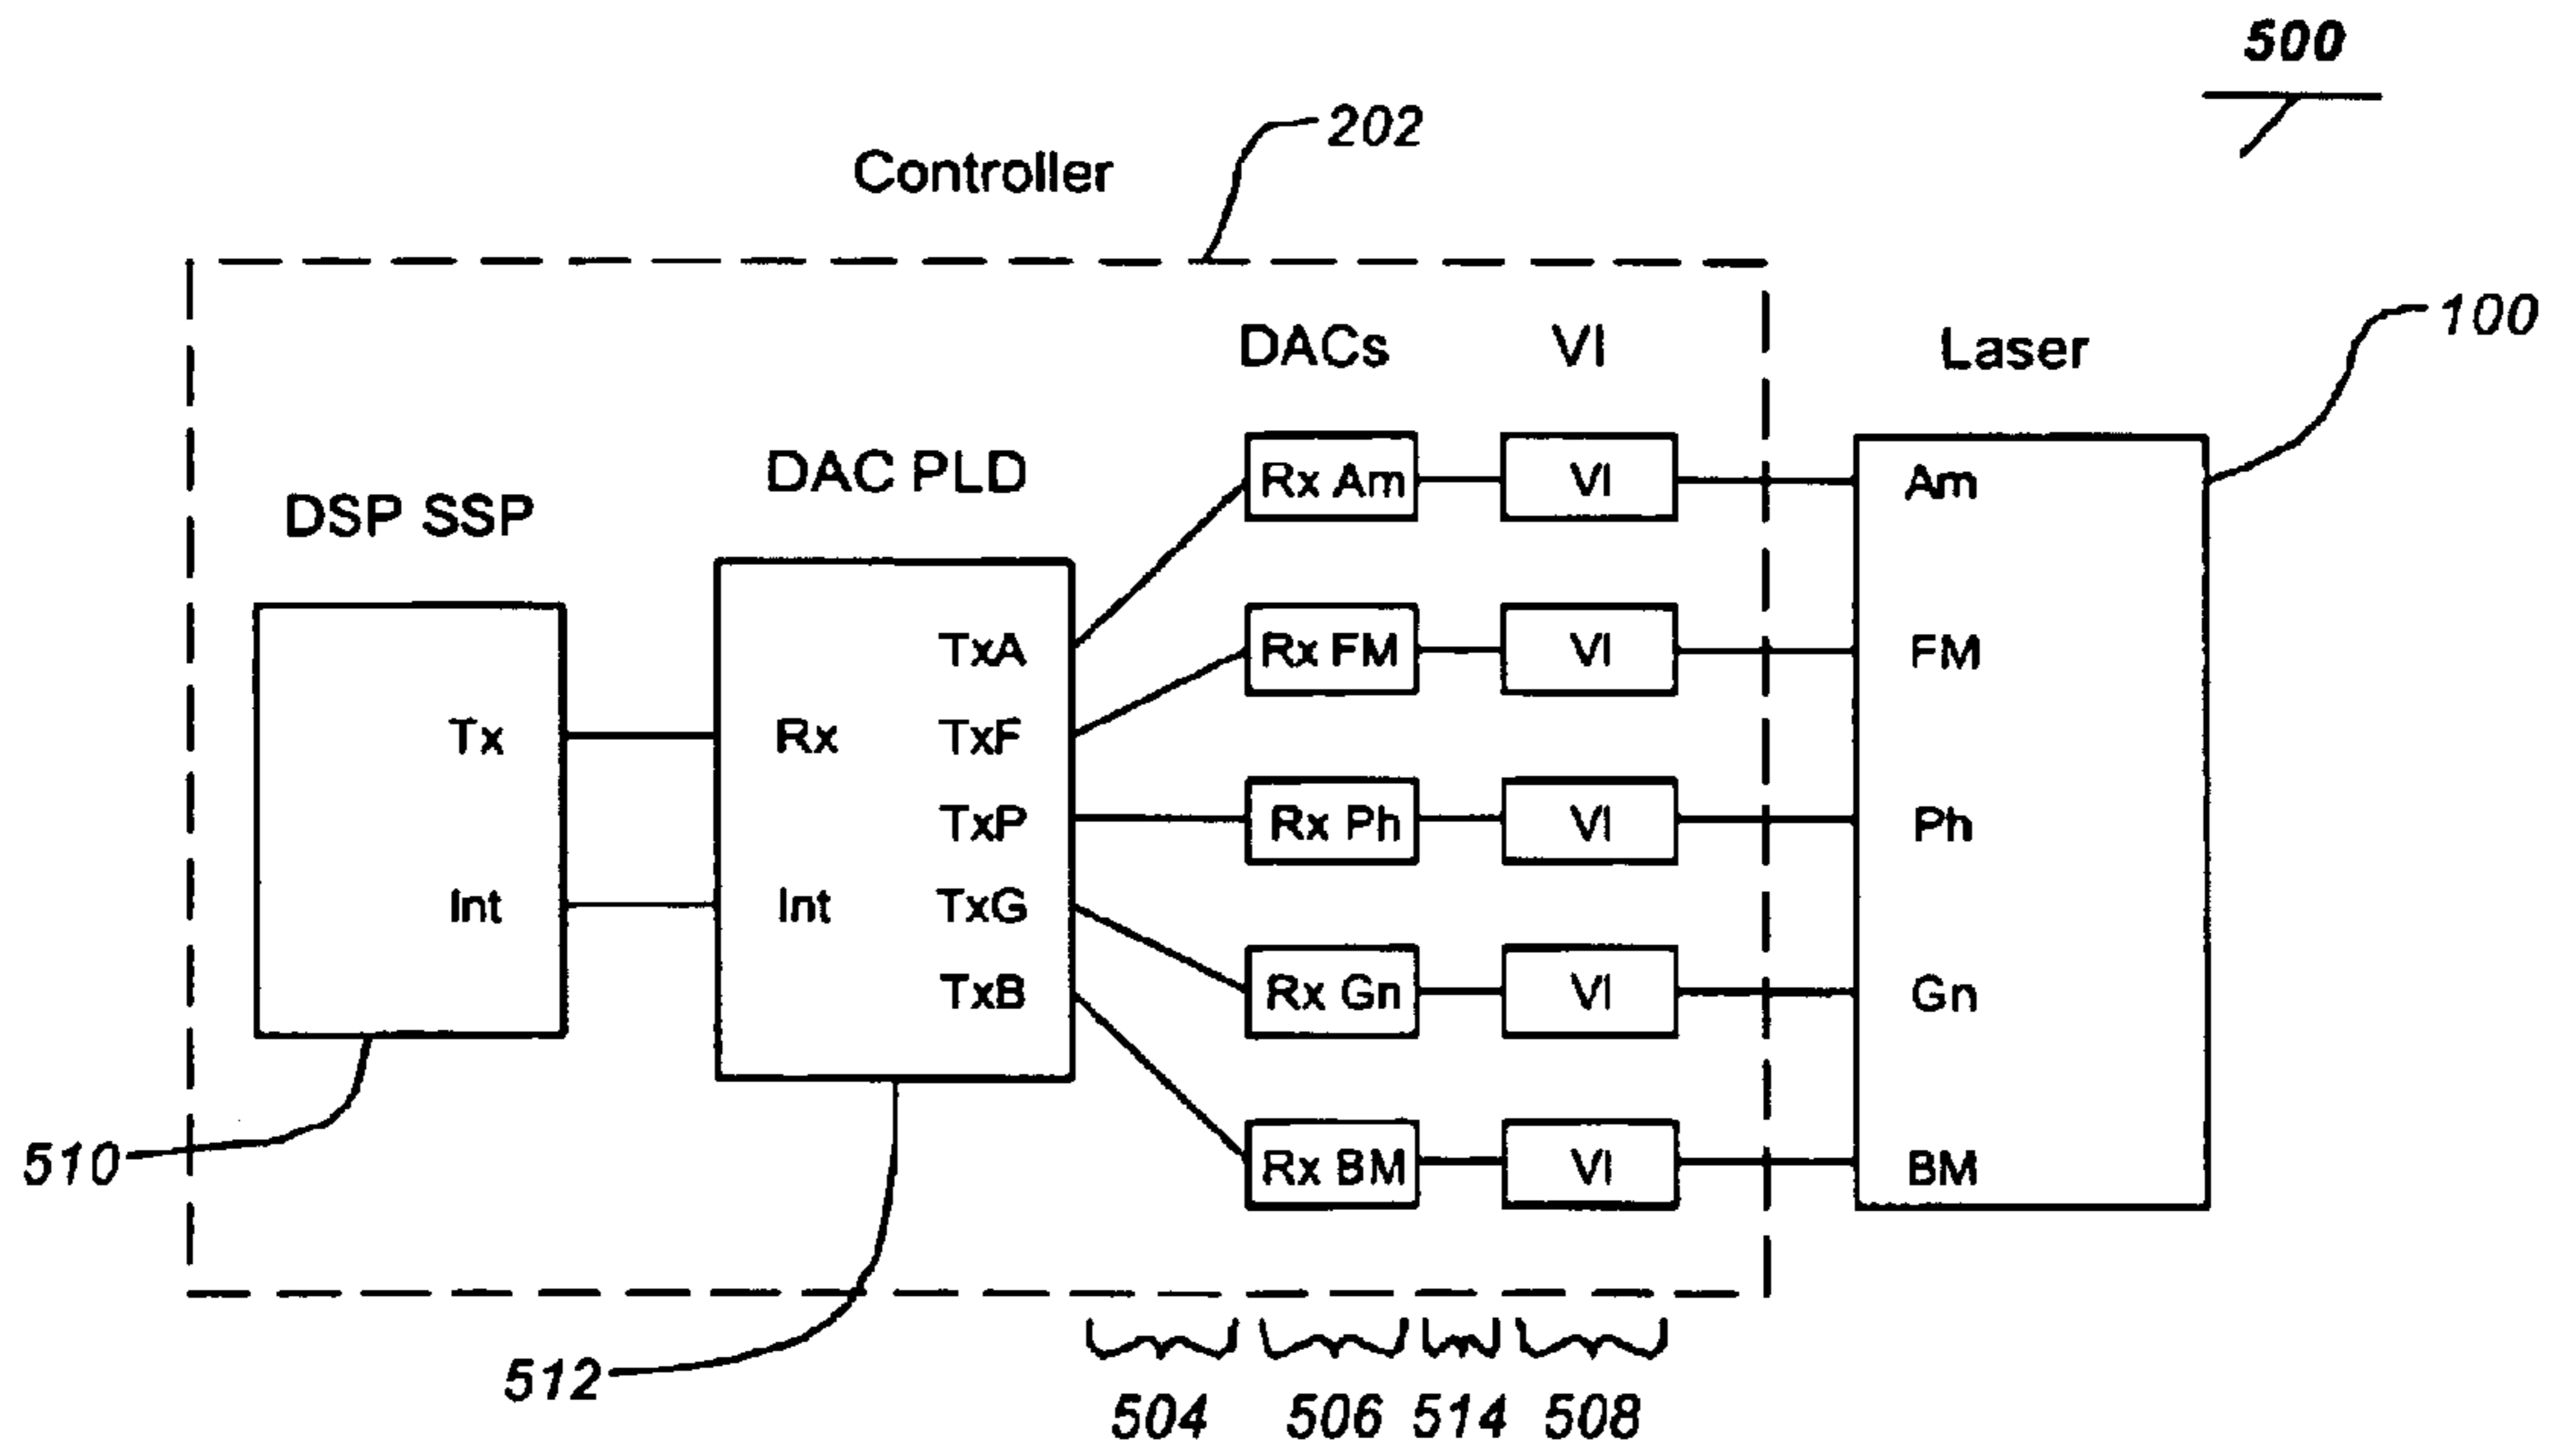 500
202
Controller
100
DACs
VI
Laser
DAC PLD
DSP SSP
Rx Am
VI
Am
TxA
Rx FM
VI
FM
Tx
Rx
TxF
TxP
Rx Ph
VI
Ph
Int
Int
TxG
TxB
Rx Gn
VI
Gn
510
Rx BM
VI
BM
512
504
506
514
508